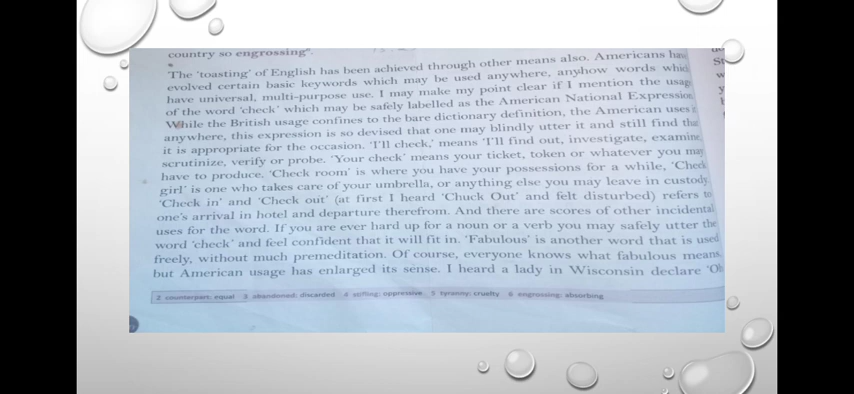 country so engrossing".
The 'toasting' of English has been achieved through other means also. Americans have
evolved certain basic keywords which may be used anywhere, anyhow words which
have universal, multi-purpose use. I may make my point clear if I mention the usage
of the word 'check' which may be safely labelled as the American National Expression.
While the British usage confines to the bare dictionary definition, the American uses it
anywhere, this expression is so devised that one may blindly utter it and still find that
it is appropriate for the occasion. 'I'll check,' means 'I'll find out, investigate, examine,
scrutinize, verify or probe. 'Your check' means your ticket, token or whatever you may
have to produce. 'Check room' is where you have your possessions for a while, 'Check
girl' is one who takes care of your umbrella, or anything else you may leave in custody.
'Check in' and 'Check out' (at first I heard 'Chuck Out' and felt disturbed) refers to
one's arrival in hotel and departure therefrom. And there are scores of other incidental
uses for the word. If you are ever hard up for a noun or a verb you may safely utter the
word 'check' and feel confident that it will fit in. 'Fabulous' is another word that is used
freely, without much premeditation. Of course, everyone knows what fabulous means,
but American usage has enlarged its sense. I heard a lady in Wisconsin declare 'Oh
2 counterpart: equal 3 abandoned: discarded 4 stifling: oppressive 5 tyranny: cruelty 6 engrossing: absorbing